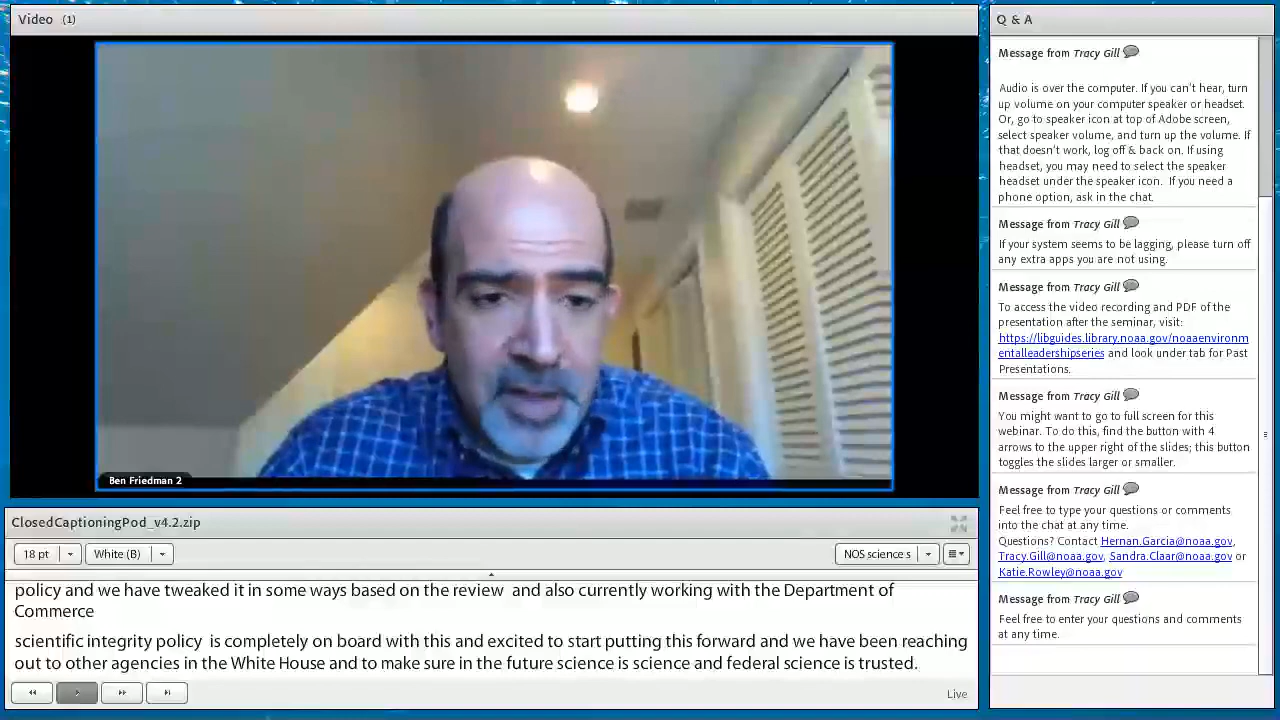 Video (1)
Ben Friedman 2
ClosedCaptioningPod_v4.2.zip
18 pt
White (B)
NOS science s
policy and we have tweaked it in some ways based on the review and also currently working with the Department of
Commerce
scientific integrity policy is completely on board with this and excited to start putting this forward and we have been reaching
out to other agencies in the White House and to make sure in the future science is science and federal science is trusted.
Live
Q & A
Message from Tracy Gill
Audio is over the computer. If you can't hear, turn
up volume on your computer speaker or headset.
Or, go to speaker icon at top of Adobe screen,
select speaker volume, and turn up the volume. If
that doesn't work, log off & back on. If using
headset, you may need to select the speaker
headset under the speaker icon. If you need a
phone option, ask in the chat.
Message from Tracy Gill
If your system seems to be lagging, please turn off
any extra apps you are not using.
Message from Tracy Gill
To access the video recording and PDF of the
presentation after the seminar, visit:
https://libguides.library.noaa.gov/noaaenvironm
entalleadershipseries and look under tab for Past
Presentations.
Message from Tracy Gill
You might want to go to full screen for this
webinar. To do this, find the button with 4
arrows to the upper right of the slides; this button
toggles the slides larger or smaller.
Message from Tracy Gill
Feel free to type your questions or comments
into the chat at any time.
Questions? Contact Hernan.Garcia@noaa.gov,
Tracy.Gill@noaa.gov, Sandra.Claar@noaa.gov or
Katie.Rowley@noaa.gov
Message from Tracy Gill
Feel free to enter your questions and comments
at any time.